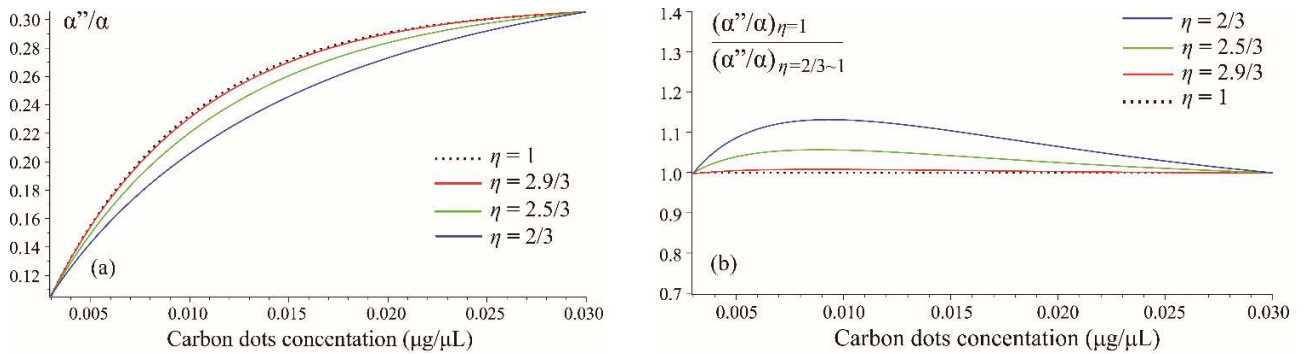 α”/α
0.30
0.28
0.26
0.24
0.22
0.20
0.18
0.16
0.14
0.12
η = 1
η = 2.9/3
η = 2.5/3
η = 2/3
(a)
0.005 0.010 0.015 0.020 0.025 0.030
Carbon dots concentration (μg/μL)
1.4
1.3
1.2
1.1
1.0
0.9
0.8
0.7
(α”/α)η=1
(α”/α)η=2/3~1
η = 2/3
η = 2.5/3
η = 2.9/3
η = 1
(b)
0.005 0.010 0.015 0.020 0.025 0.030
Carbon dots concentration (μg/μL)